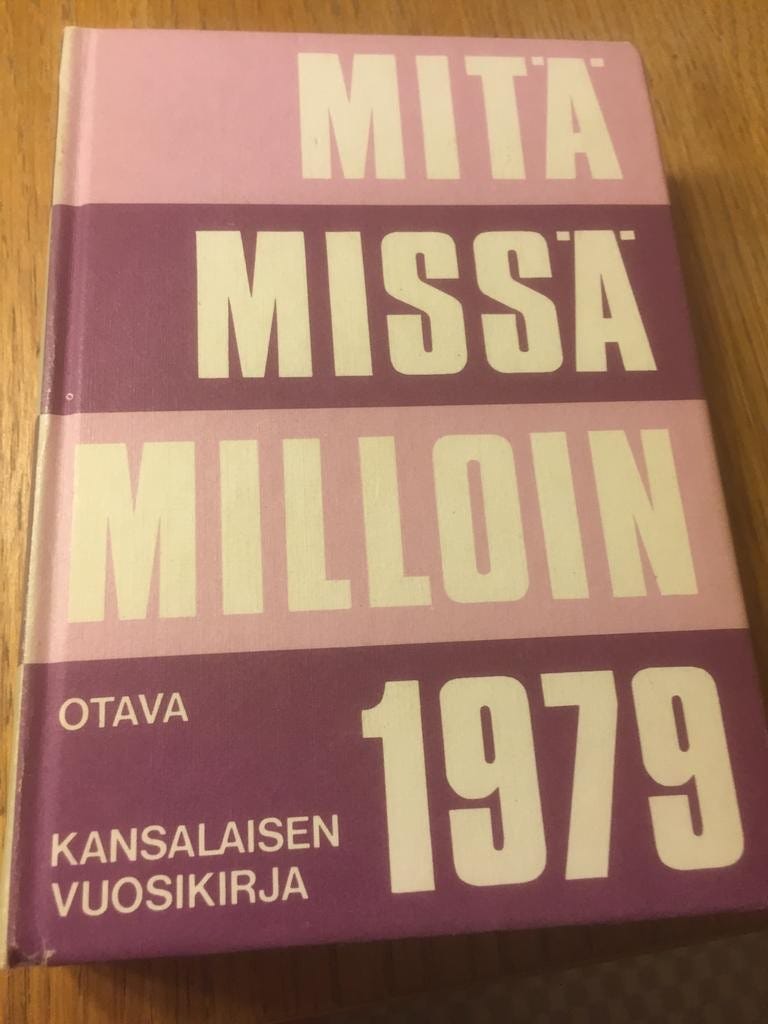 MITÄ
MISSÄ
MILLOIN
1979
OTAVA
KANSALAISEN
VUOSIKIRJA